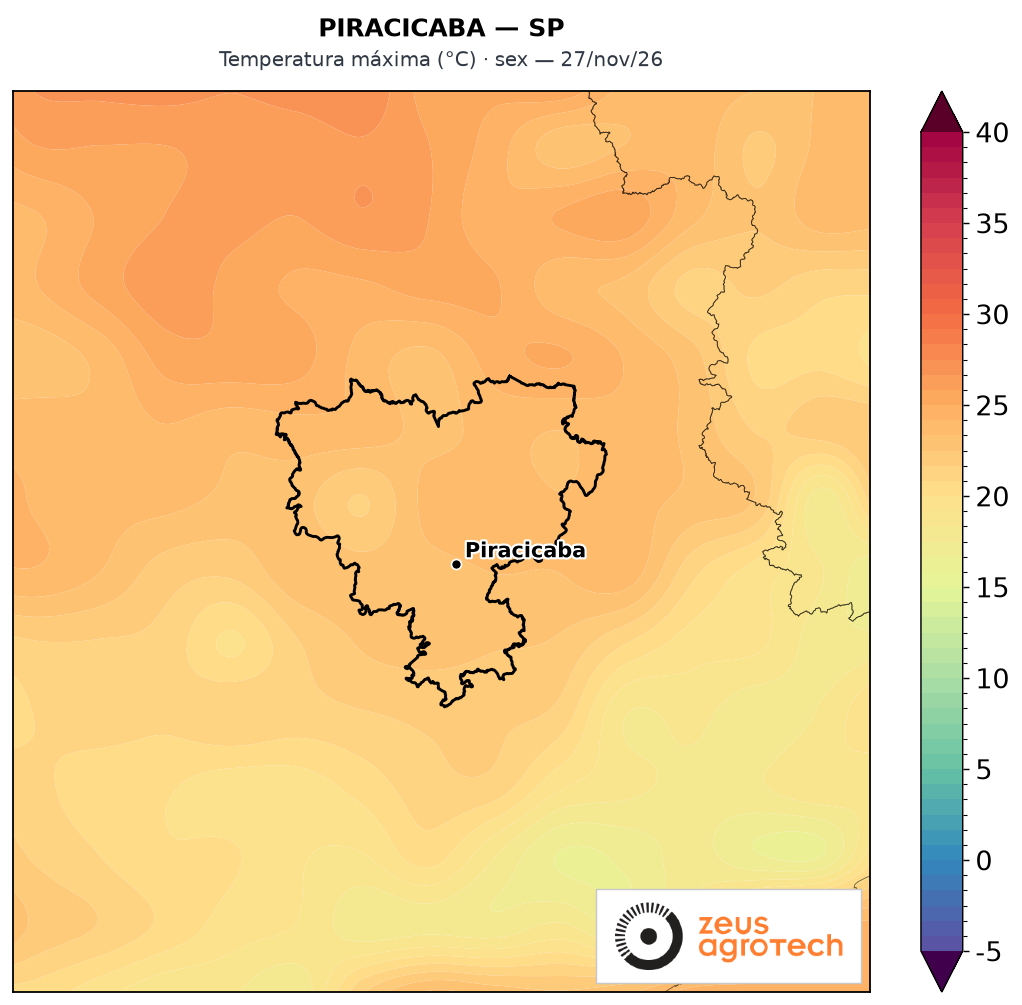 PIRACICABA — SP
Temperatura máxima (°C) · sex — 27/nov/26
40
35
30
25
20
15
10
5
0
-5
Piracicaba
zeus
agrotech